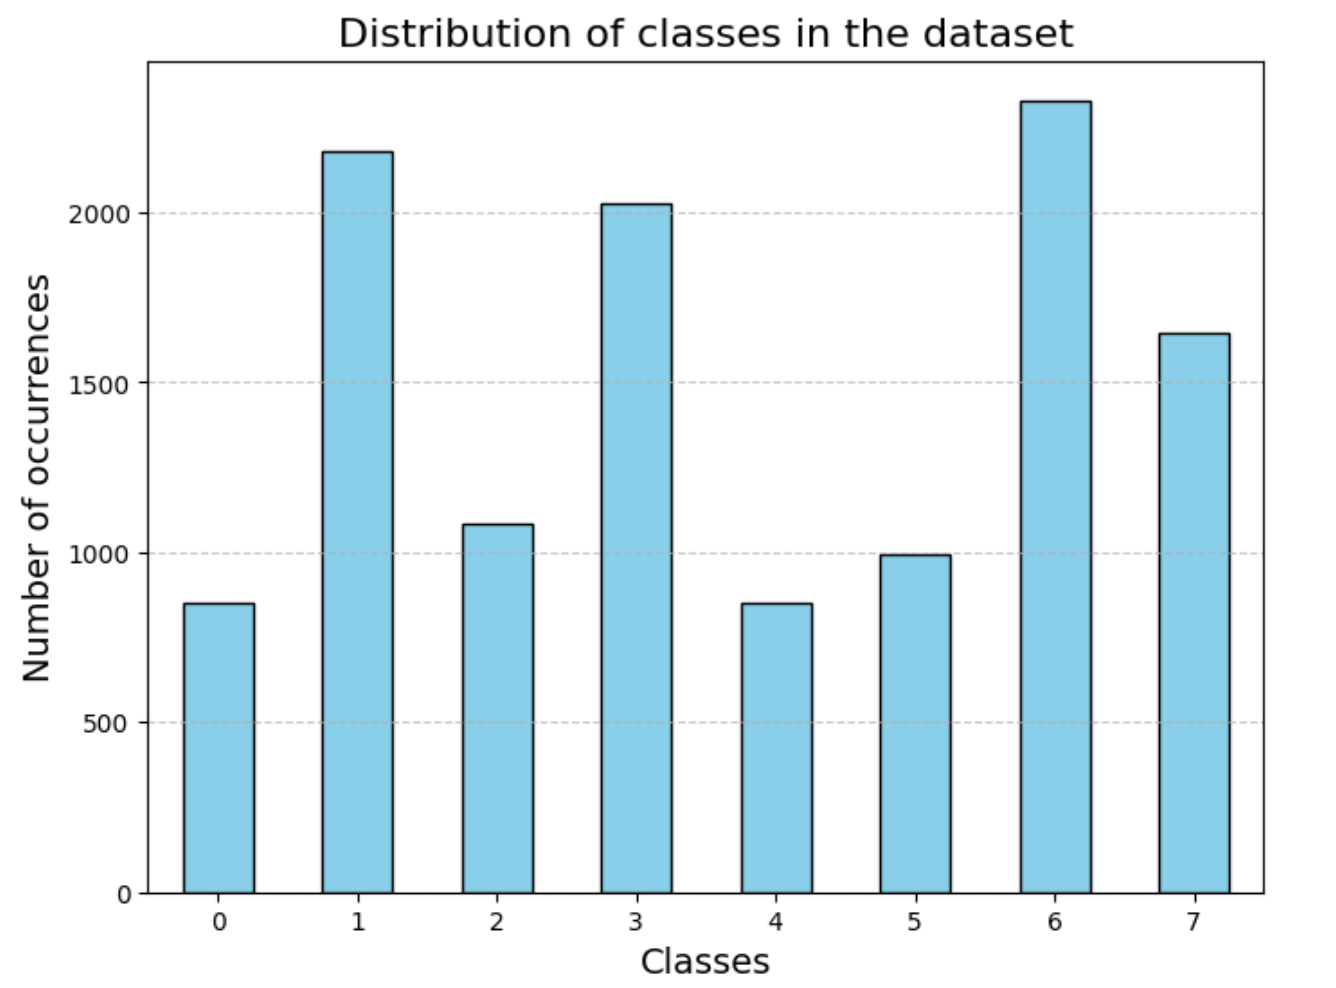 Distribution of classes in the dataset
Number of occurrences
2000
1500
1000
500
0
0 1 2 3 4 5 6 7
Classes